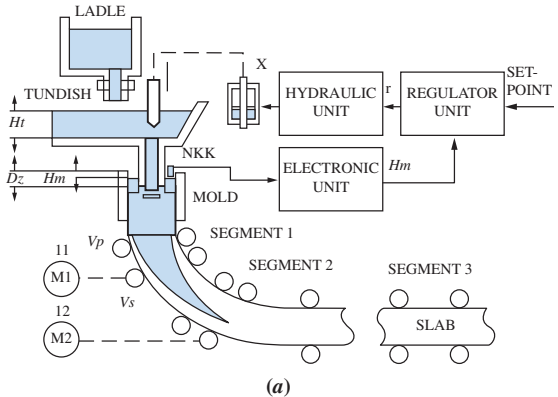 LADLE
X
TUNDISH
HYDRAULIC
UNIT
r
REGULATOR
UNIT
SET-
POINT
Ht
NKK
ELECTRONIC
UNIT
Hm
Dz
Hm
MOLD
Vp
SEGMENT 1
11
M1
SEGMENT 2
SEGMENT 3
Vs
12
M2
SLAB
(a)